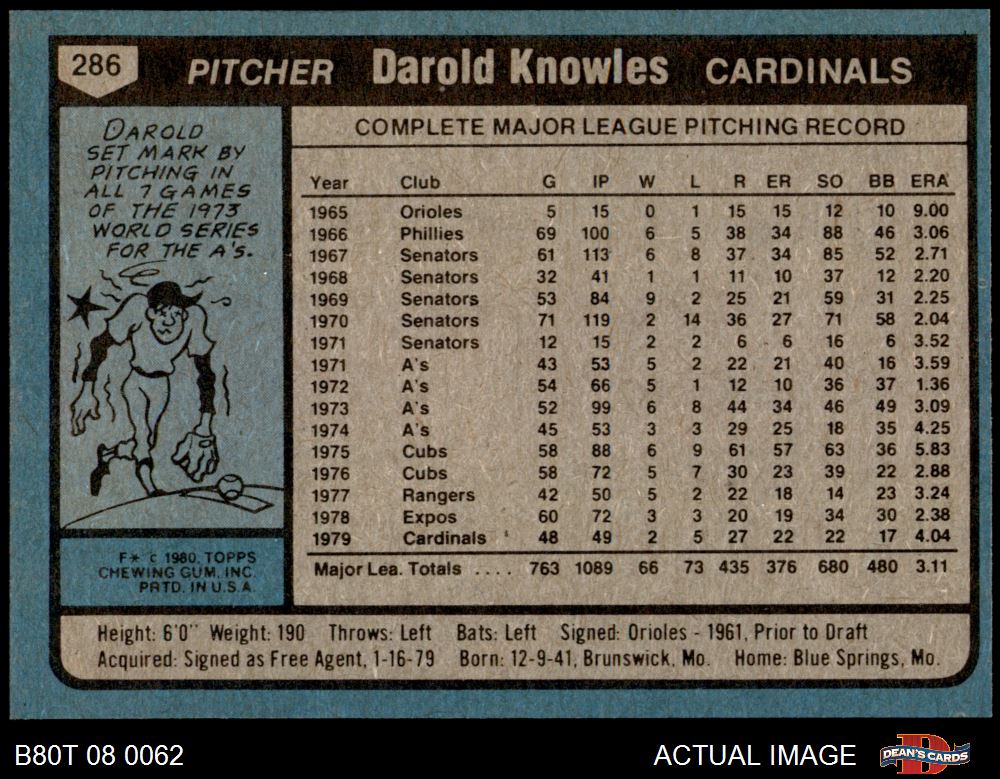 286 PITCHER Darold Knowles CARDINALS
DAROLD
SET MARK BY
PITCHING IN
ALL 7 GAMES
OF THE 1973
WORLD SERIES
FOR THE A'S.
COMPLETE MAJOR LEAGUE PITCHING RECORD
Year Club G IP W L R ER SO BB ERA
1965 Orioles 5 15 0 1 15 15 12 10 9.00
1966 Phillies 69 100 6 5 38 34 88 46 3.06
1967 Senators 61 113 6 8 37 34 85 52 2.71
1968 Senators 32 41 1 1 11 10 37 12 2.20
1969 Senators 53 84 9 2 25 21 59 31 2.25
1970 Senators 71 119 2 14 36 27 71 58 2.04
1971 Senators 12 15 2 2 6 6 16 6 3.52
1971 A's 43 53 5 2 22 21 40 16 3.59
1972 A's 54 66 5 1 12 10 36 37 1.36
1973 A's 52 99 6 8 44 34 46 49 3.09
1974 A's 45 53 3 3 29 25 18 35 4.25
1975 Cubs 58 88 6 9 61 57 63 36 5.83
1976 Cubs 58 72 5 7 30 23 39 22 2.88
1977 Rangers 42 50 5 2 22 18 14 23 3.24
1978 Expos 60 72 3 3 20 19 34 30 2.38
1979 Cardinals 48 49 2 5 27 22 22 17 4.04
Major Lea. Totals .... 763 1089 66 73 435 376 680 480 3.11
F* © 1980, TOPPS
CHEWING GUM, INC.
PRTD. IN U.S.A.
Height: 6'0" Weight: 190 Throws: Left Bats: Left Signed: Orioles - 1961, Prior to Draft
Acquired: Signed as Free Agent, 1-16-79 Born: 12-9-41, Brunswick, Mo. Home: Blue Springs, Mo.
B80T 08 0062 ACTUAL IMAGE DEAN'S CARDS